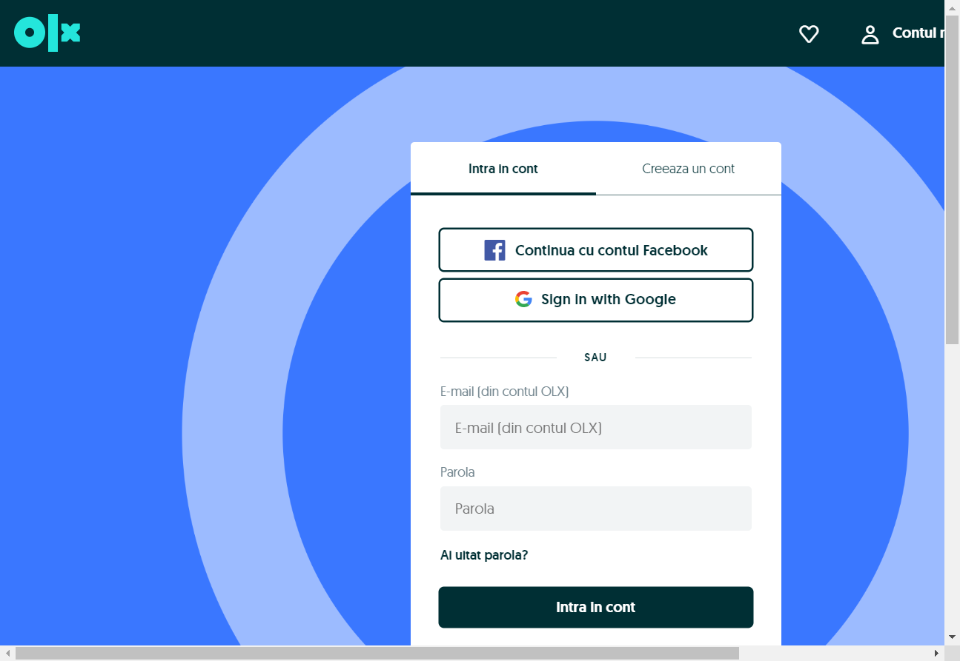 olx
Contul
Intra in cont
Creeaza un cont
Continua cu contul Facebook
Sign in with Google
SAU
E-mail (din contul OLX)
E-mail (din contul OLX)
Parola
Parola
Ai uitat parola?
Intra in cont